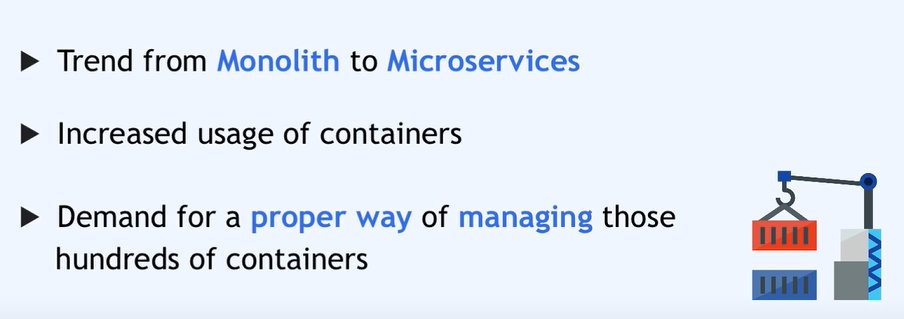 Trend from Monolith to Microservices
Increased usage of containers
Demand for a proper way of managing those
hundreds of containers